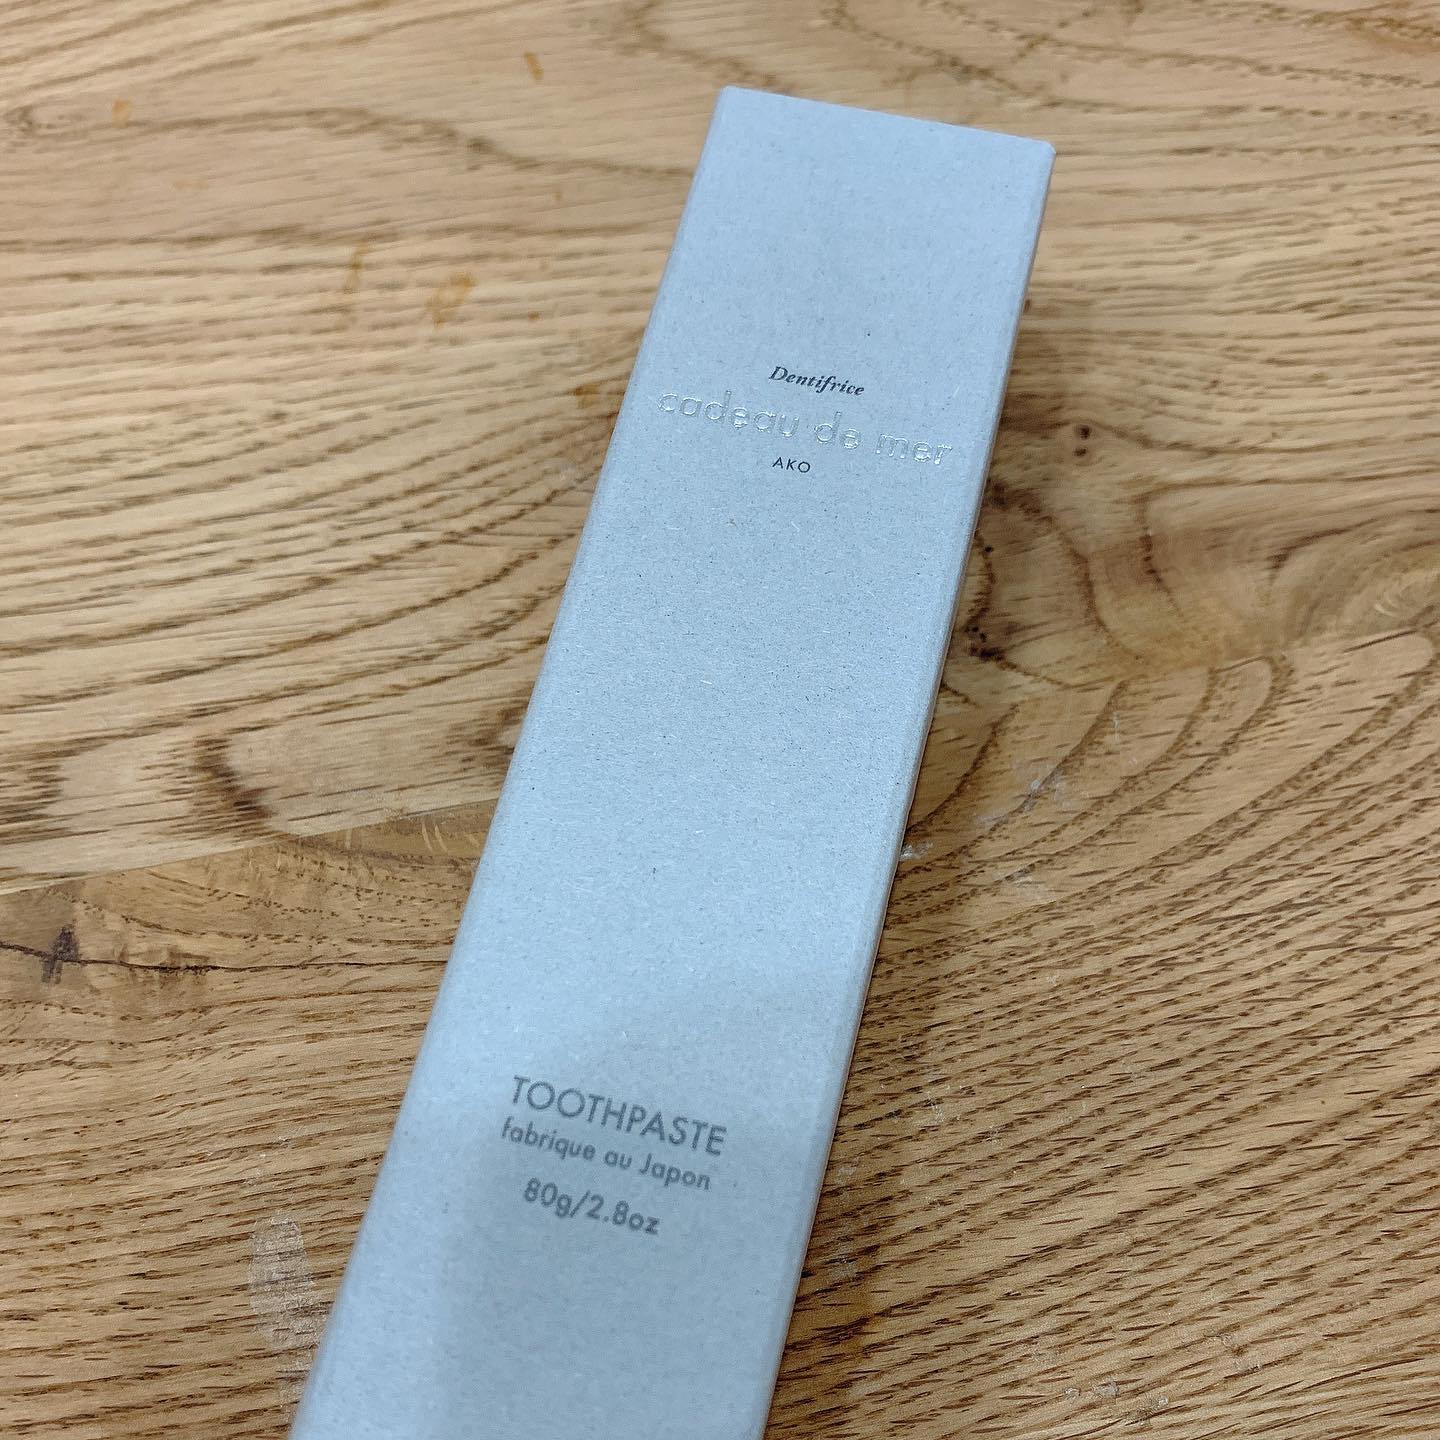 Dentifrice
cadeau de mer
AKO
TOOTHPASTE
fabrique au Japon
80g/2.8oz